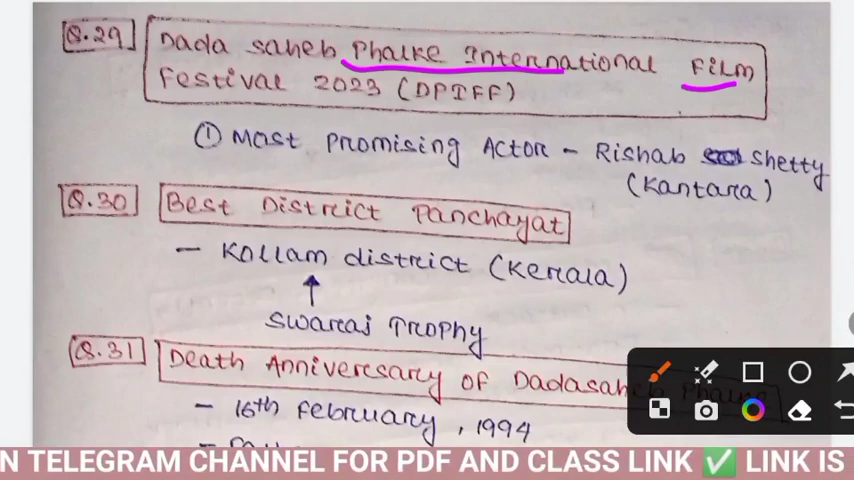 Q.29 Dada saheb Phalke International Film
Festival 2023 (DPIFF)
① Most Promising Actor - Rishab Shetty
(Kantara)
Q.30 Best District Panchayat
- Kollam district (Kerala)
Swaraj Trophy
Q.31 Death Anniversary of Dadasaheb Phalke
- 16th February, 1994
N TELEGRAM CHANNEL FOR PDF AND CLASS LINK ✅ LINK IS